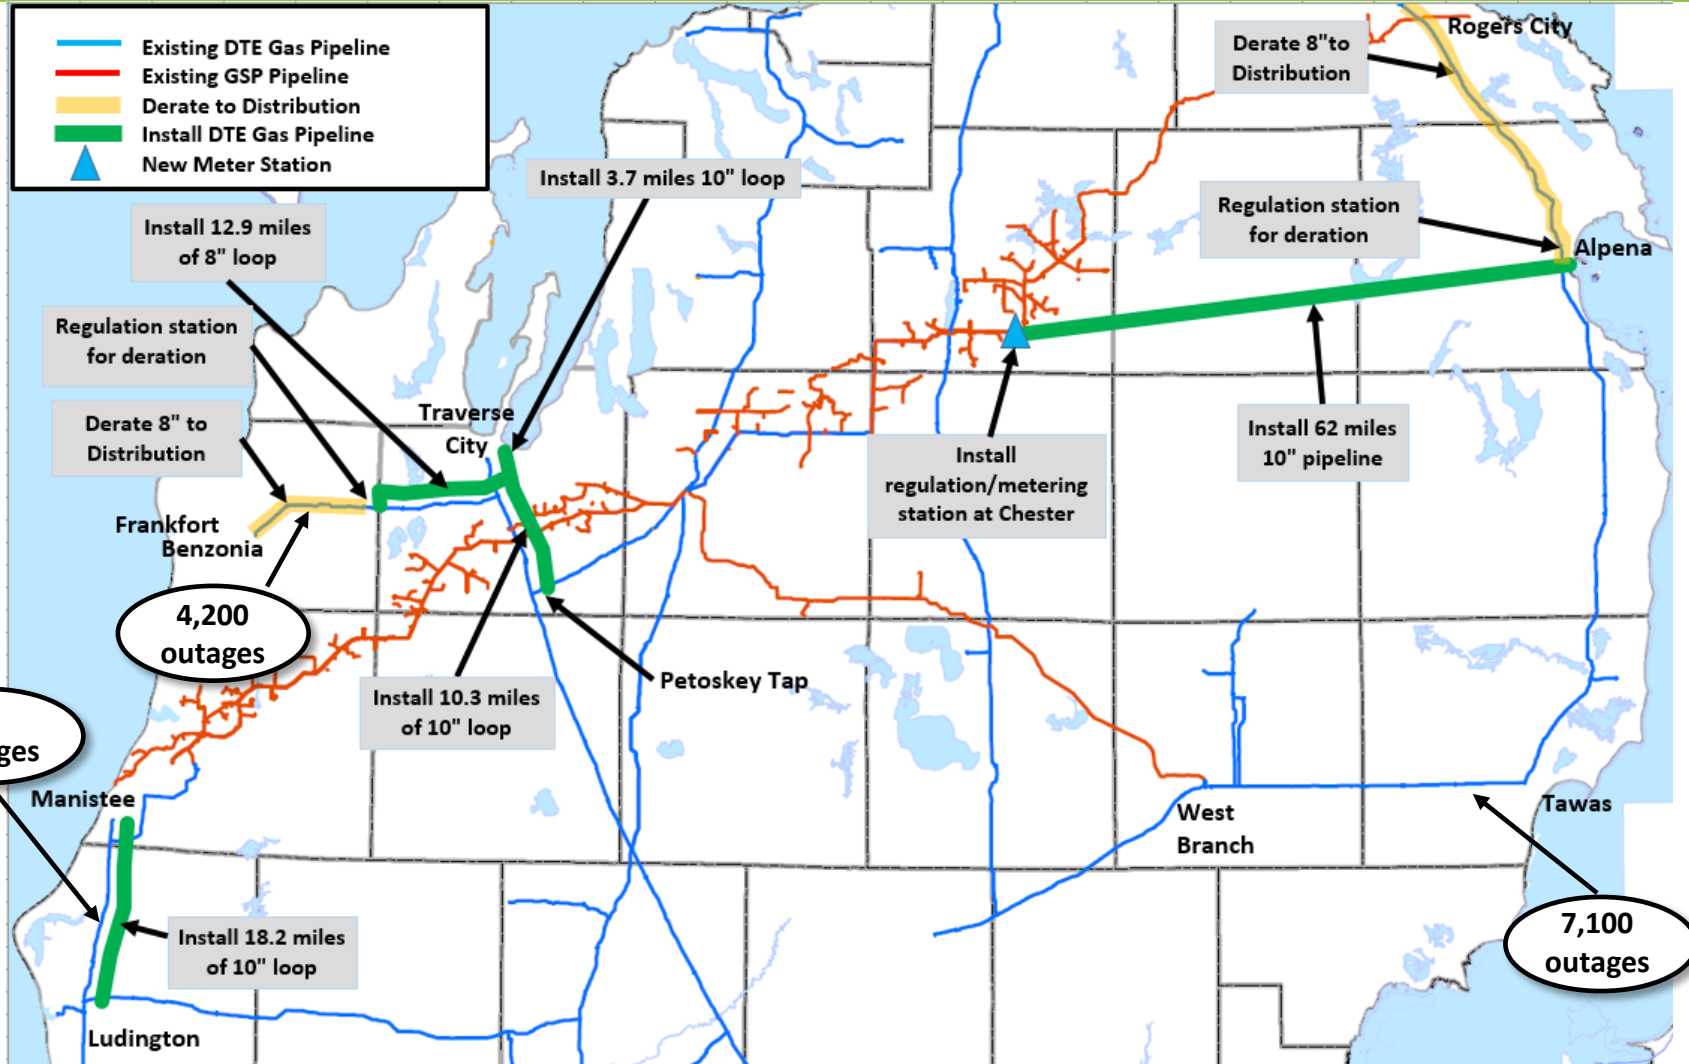 Existing DTE Gas Pipeline
Existing GSP Pipeline
Derate to Distribution
Install DTE Gas Pipeline
New Meter Station
Rogers City
Derate 8"to
Distribution
Install 3.7 miles 10" loop
Install 12.9 miles
of 8" loop
Regulation station
for deration
Alpena
Regulation station
for deration
Derate 8" to
Distribution
Traverse
City
Install 62 miles
10" pipeline
Install
regulation/metering
station at Chester
Frankfort
Benzonia
4,200
outages
Petoskey Tap
Install 10.3 miles
of 10" loop
ges
Manistee
West
Branch
Tawas
7,100
outages
Install 18.2 miles
of 10" loop
Ludington